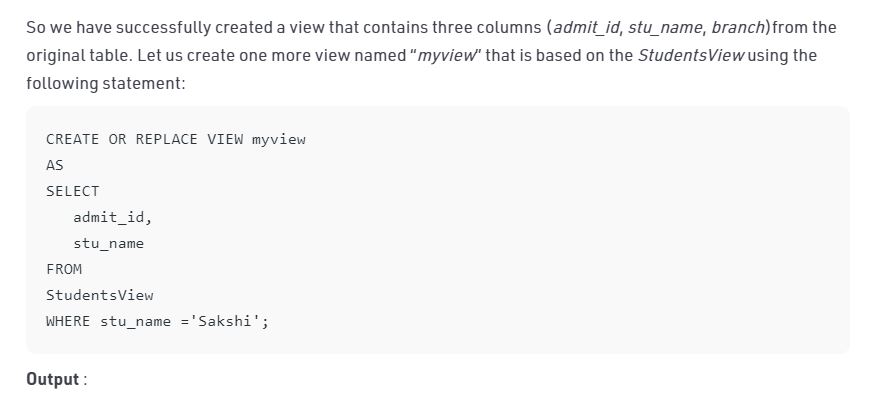 So we have successfully created a view that contains three columns (admit_id, stu_name, branch)from the
original table. Let us create one more view named “myview” that is based on the StudentsView using the
following statement:
CREATE OR REPLACE VIEW myview
AS
SELECT
admit_id,
stu_name
FROM
StudentsView
WHERE stu_name ='Sakshi';
Output :